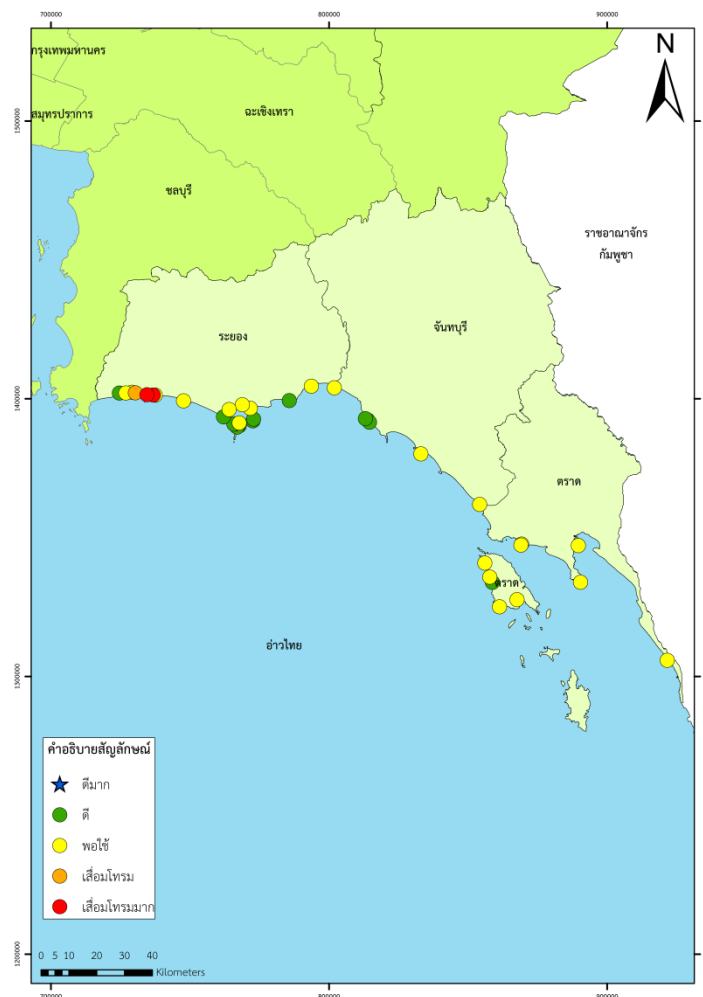 700000
800000
900000
N
กรุงเทพมหานคร
สมุทรปราการ
ฉะเชิงเทรา
ชลบุรี
1500000
1500000
ราชอาณาจักร
กัมพูชา
จันทบุรี
ระยอง
1400000
1400000
ตราด
ตราด
อ่าวไทย
1300000
1300000
คำอธิบายสัญลักษณ์
ดีมาก
ดี
พอใช้
เสื่อมโทรม
เสื่อมโทรมมาก
1200000
1200000
0 5 10 20 30 40
Kilometers
700000
800000
900000